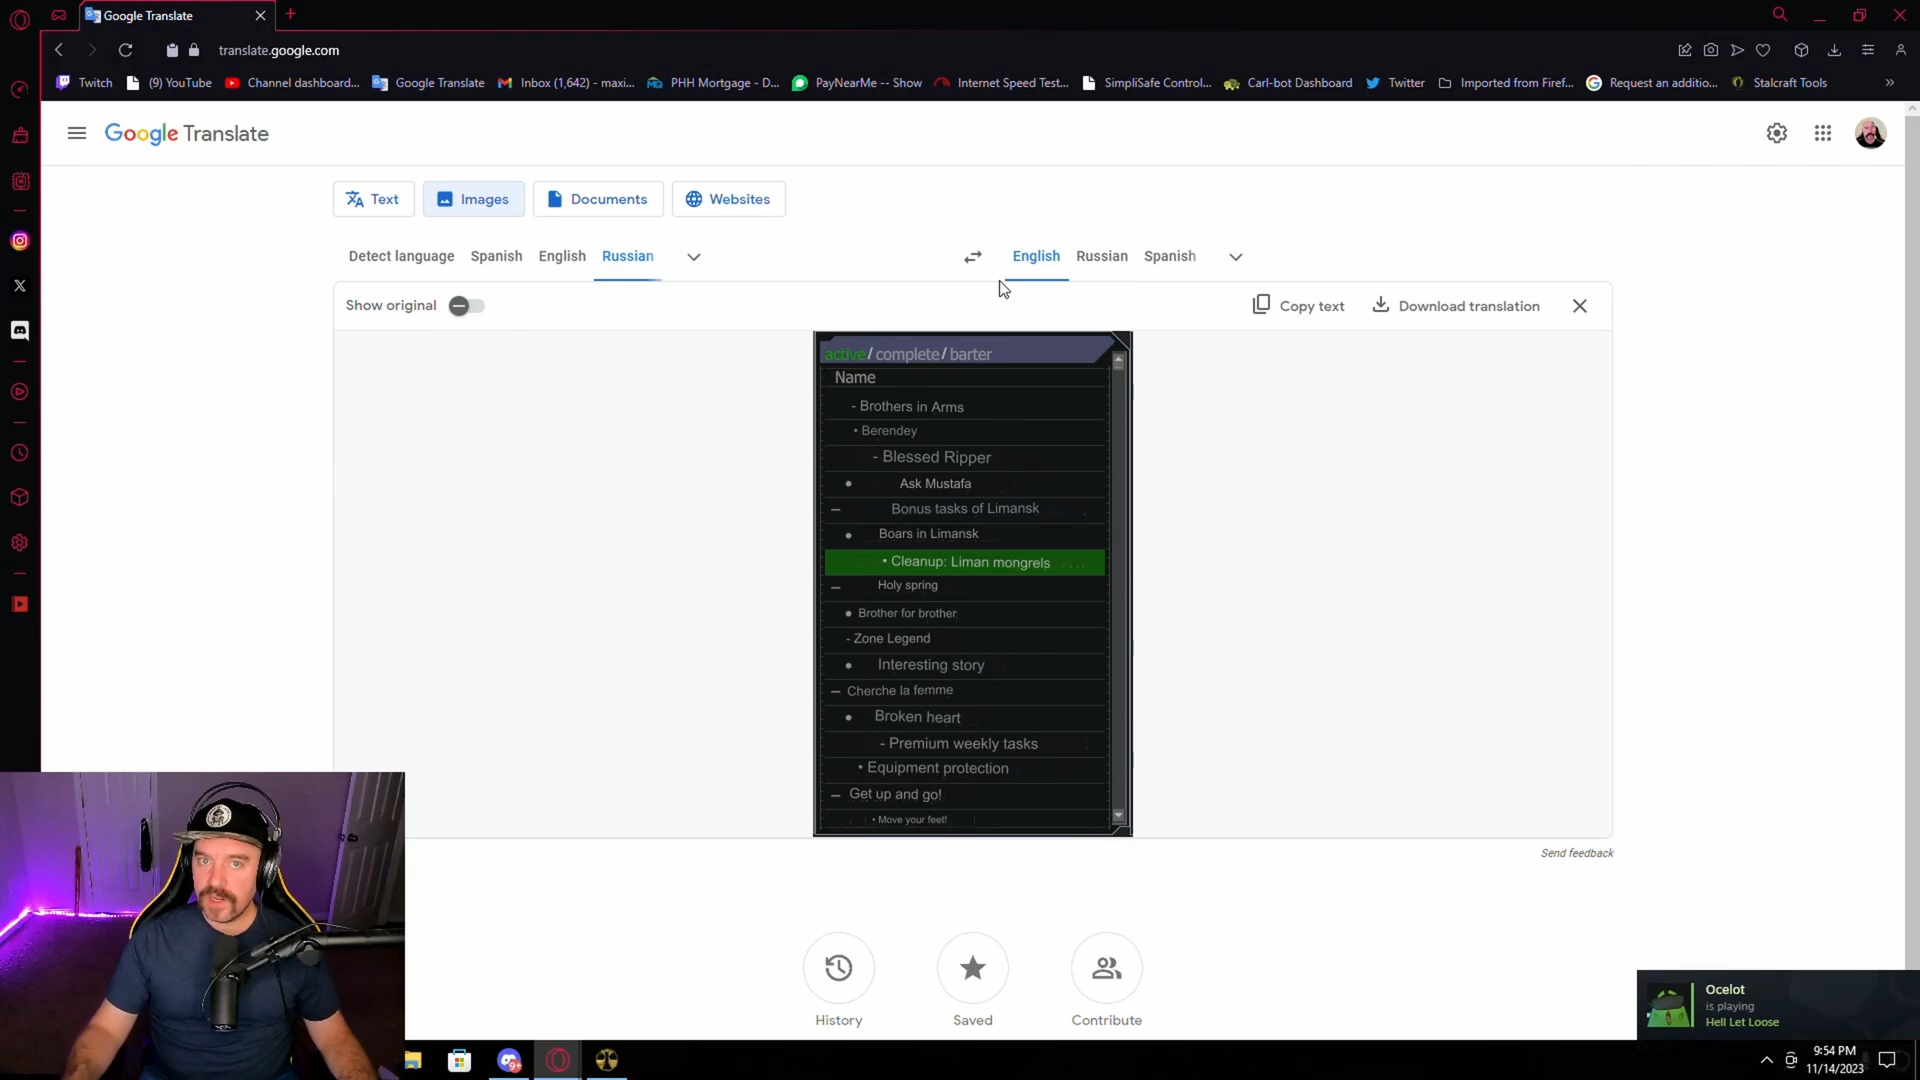 Google Translate
translate.google.com
Twitch
(9) YouTube
Channel dashboard...
Google Translate
Inbox (1,642) - maxi...
PHH Mortgage - D...
PayNearMe -- Show
Internet Speed Test...
SimpliSafe Control...
Carl-bot Dashboard
Twitter
Imported from Firef...
Request an additio...
Stalcraft Tools
Google Translate
Text
Images
Documents
Websites
Detect language
Spanish
English
Russian
English
Russian
Spanish
Show original
Copy text
Download translation
active/complete/barter
Name
- Brothers in Arms
• Berendey
- Blessed Ripper
• Ask Mustafa
— Bonus tasks of Limansk
• Boars in Limansk
• Cleanup: Liman mongrels
— Holy spring
• Brother for brother
- Zone Legend
• Interesting story
— Cherche la femme
• Broken heart
- Premium weekly tasks
• Equipment protection
— Get up and go!
• Move your feet!
Send feedback
History
Saved
Contribute
Ocelot
is playing
Hell Let Loose
9+
9:54 PM
11/14/2023